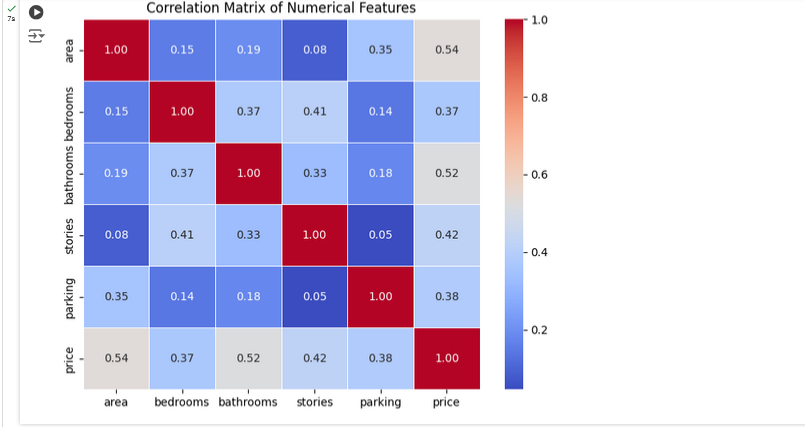 Correlation Matrix of Numerical Features
7s
area 1.00 0.15 0.19 0.08 0.35 0.54
bedrooms 0.15 1.00 0.37 0.41 0.14 0.37
bathrooms 0.19 0.37 1.00 0.33 0.18 0.52
stories 0.08 0.41 0.33 1.00 0.05 0.42
parking 0.35 0.14 0.18 0.05 1.00 0.38
price 0.54 0.37 0.52 0.42 0.38 1.00
area bedrooms bathrooms stories parking price
1.0
0.8
0.6
0.4
0.2